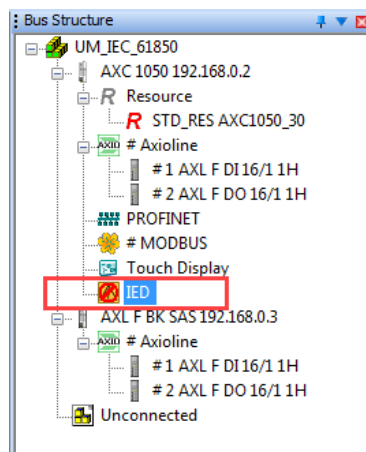 Bus Structure
UM_IEC_61850
AXC 1050 192.168.0.2
R Resource
R STD_RES AXC1050_30
AXIO # Axioline
# 1 AXL F DI 16/1 1H
# 2 AXL F DO 16/1 1H
PROFINET
# MODBUS
Touch Display
IED
AXL F BK SAS 192.168.0.3
AXIO # Axioline
# 1 AXL F DI 16/1 1H
# 2 AXL F DO 16/1 1H
Unconnected